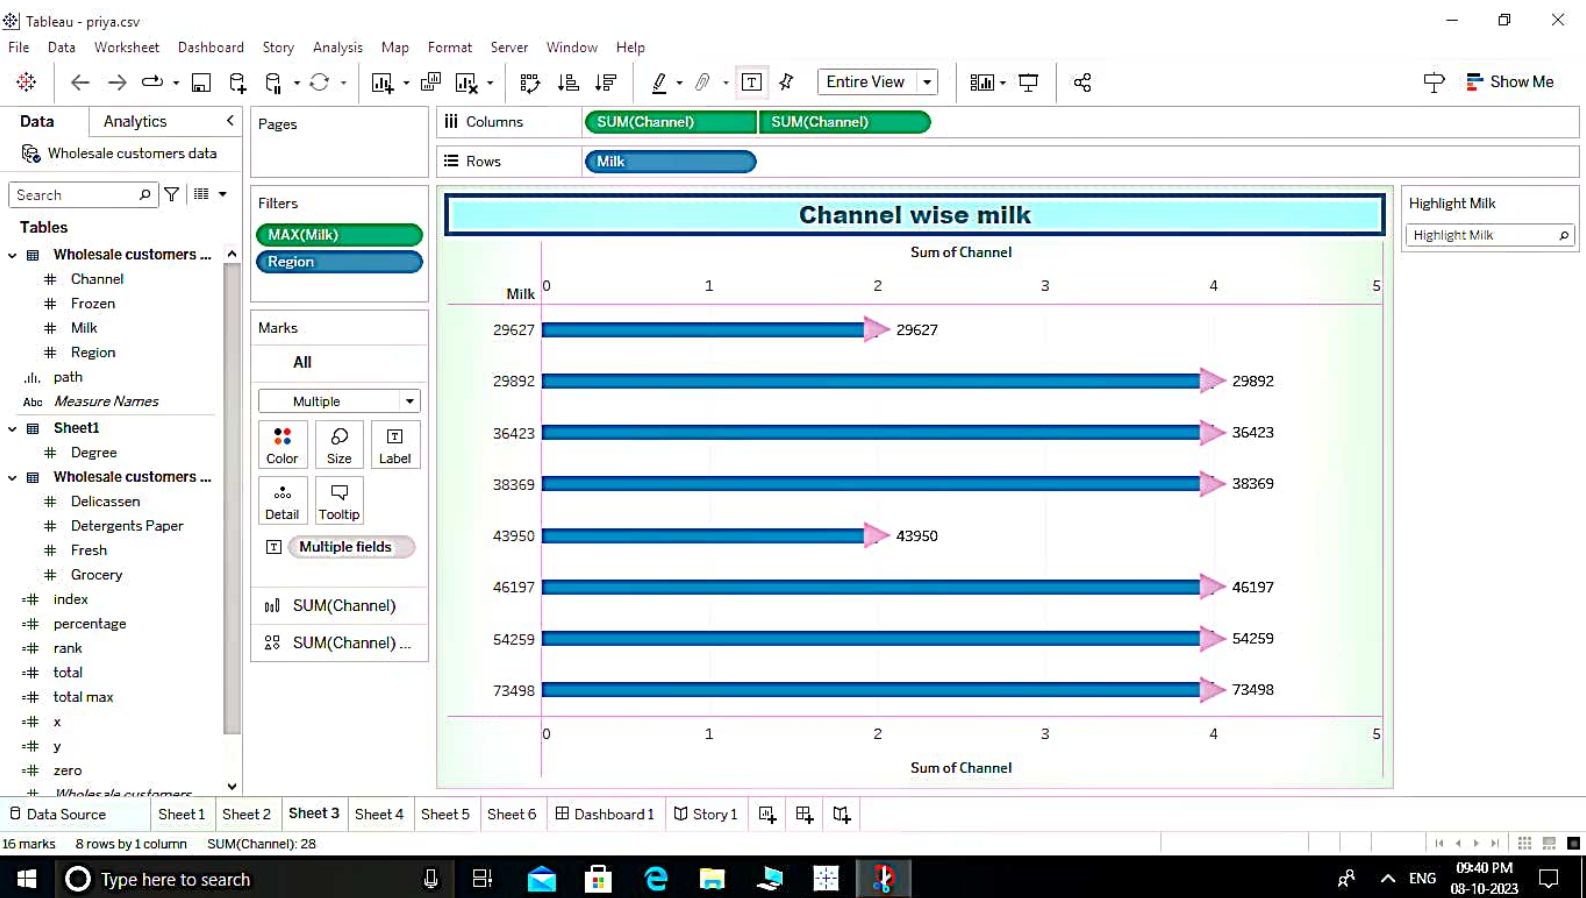 Tableau - priya.csv
File Data Worksheet Dashboard Story Analysis Map Format Server Window Help
Entire View
Show Me
Data Analytics
Wholesale customers data
Search
Tables
Wholesale customers ...
Channel
Frozen
Milk
Region
path
Abc Measure Names
Sheet1
Degree
Wholesale customers ...
Delicassen
Detergents Paper
Fresh
Grocery
index
percentage
rank
total
total max
x
y
zero
Wholesale customers
Pages
Filters
MAX(Milk)
Region
Marks
All
Multiple
Color Size Label
Detail Tooltip
Multiple fields
SUM(Channel)
SUM(Channel) ...
Columns SUM(Channel) SUM(Channel)
Rows Milk
Channel wise milk
Sum of Channel
Milk 0 1 2 3 4 5
29627 29627
29892 29892
36423 36423
38369 38369
43950 43950
46197 46197
54259 54259
73498 73498
0 1 2 3 4 5
Sum of Channel
Highlight Milk
Highlight Milk
Data Source Sheet 1 Sheet 2 Sheet 3 Sheet 4 Sheet 5 Sheet 6 Dashboard 1 Story 1
16 marks 8 rows by 1 column SUM(Channel): 28
Type here to search
ENG
09:40 PM
08-10-2023